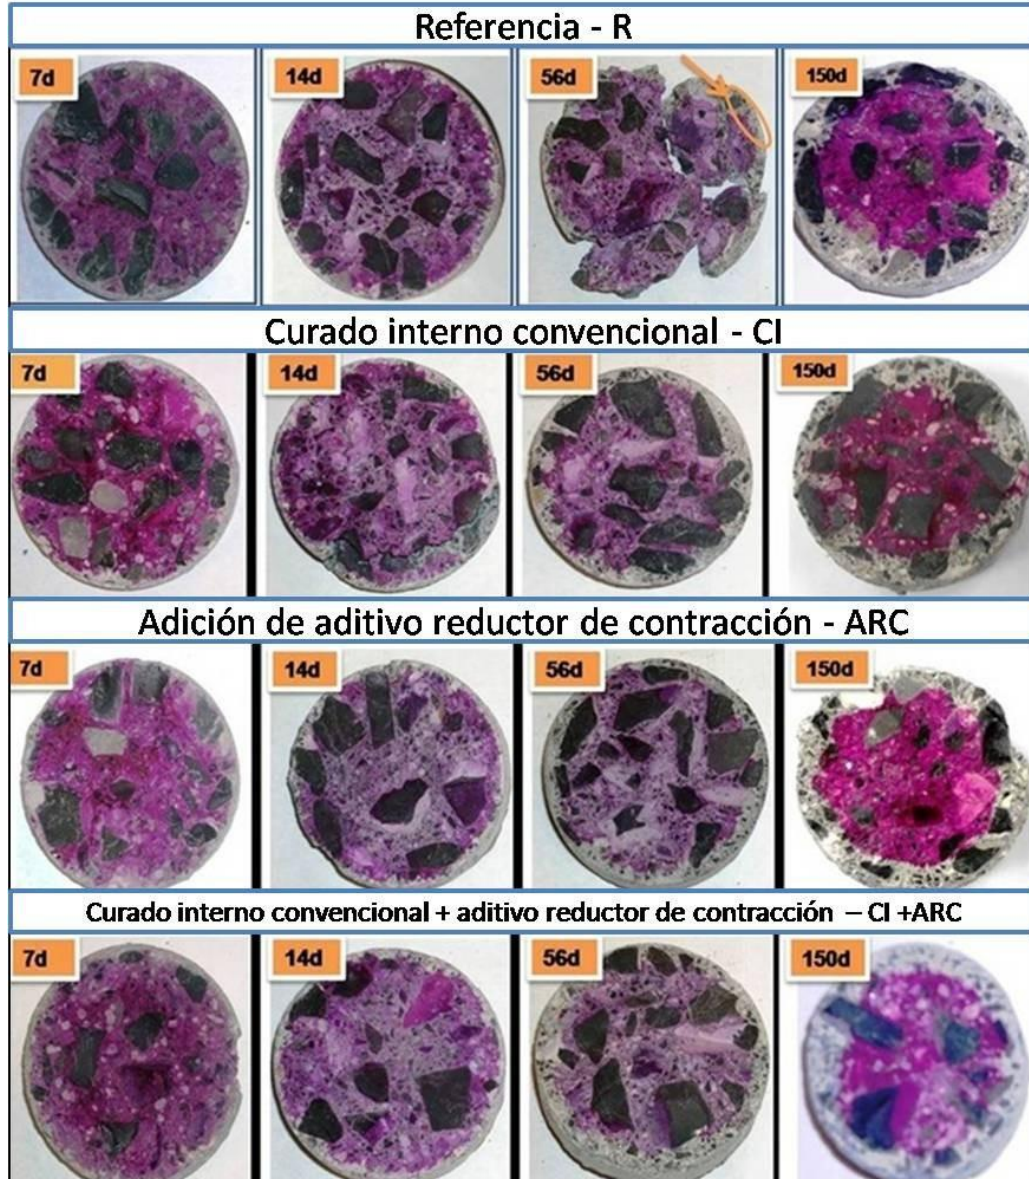 Referencia - R
7d
14d
56d
150d
Curado interno convencional - CI
7d
14d
56d
150d
Adición de aditivo reductor de contracción - ARC
7d
14d
56d
150d
Curado interno convencional + aditivo reductor de contracción – CI +ARC
7d
14d
56d
150d